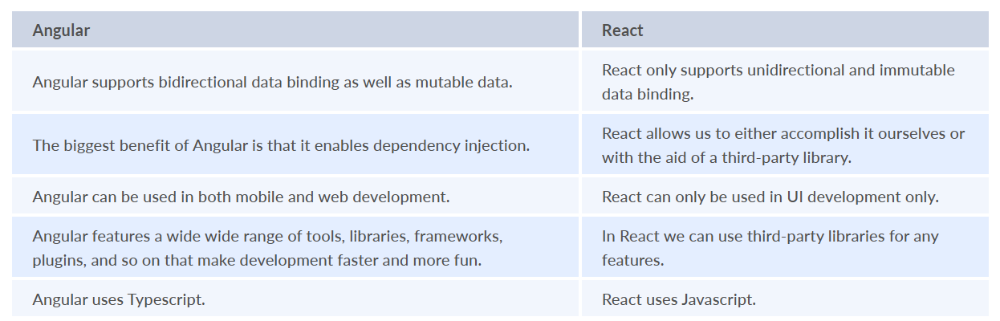 Angular
React
Angular supports bidirectional data binding as well as mutable data.
React only supports unidirectional and immutable
data binding.
The biggest benefit of Angular is that it enables dependency injection.
React allows us to either accomplish it ourselves or
with the aid of a third-party library.
Angular can be used in both mobile and web development.
React can only be used in UI development only.
Angular features a wide wide range of tools, libraries, frameworks,
plugins, and so on that make development faster and more fun.
In React we can use third-party libraries for any
features.
Angular uses Typescript.
React uses Javascript.